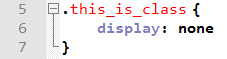 5 .this_is_class {
6 display: none
7 }